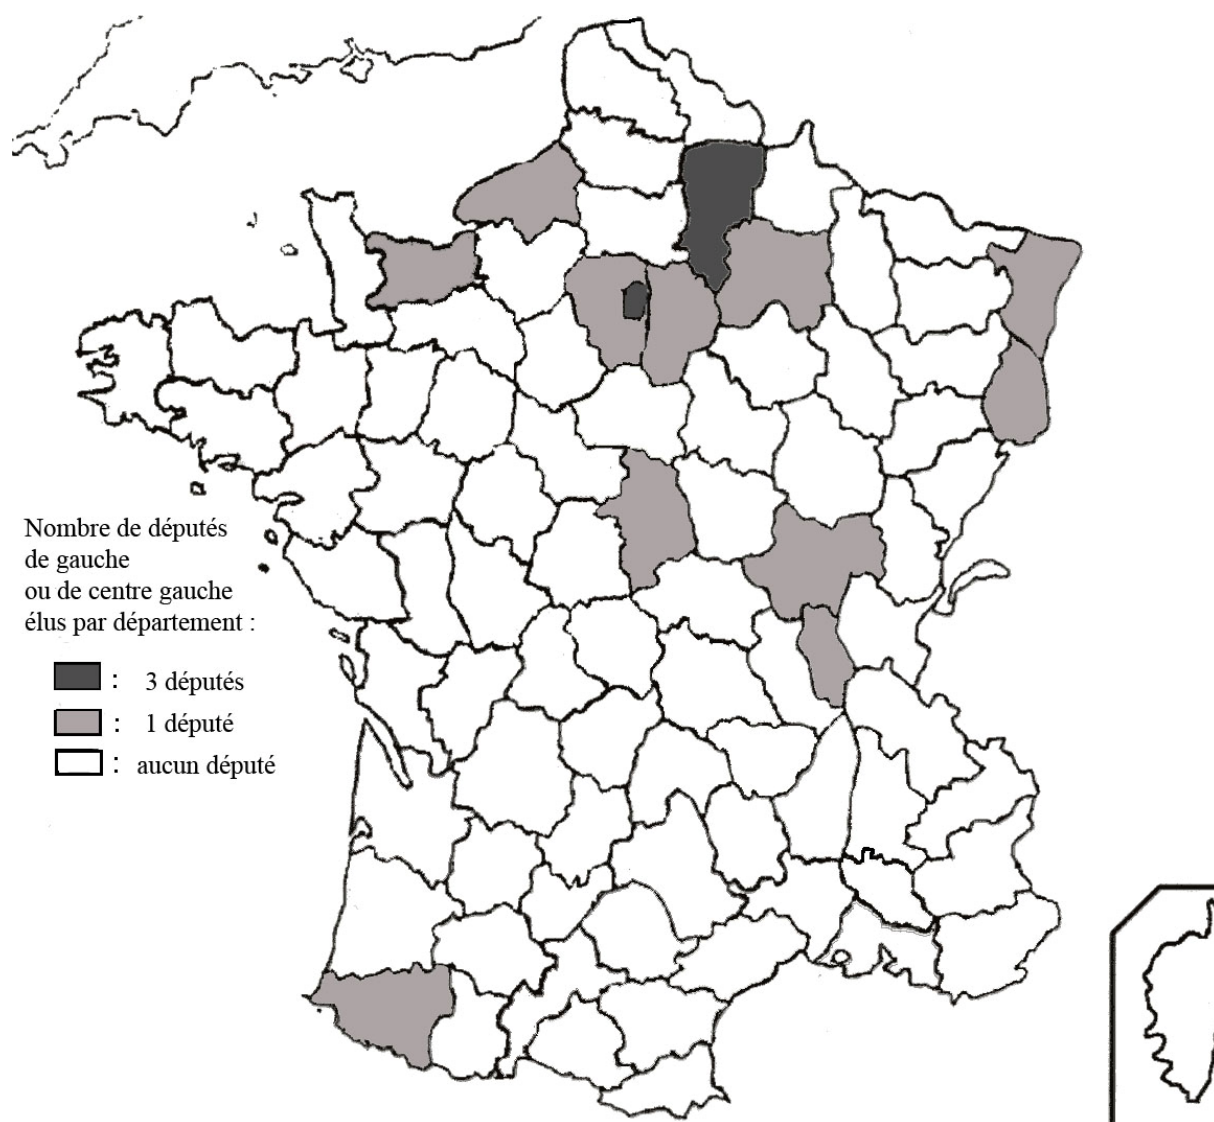 Nombre de députés
de gauche
ou de centre gauche
élus par département :
: 3 députés
: 1 député
: aucun député